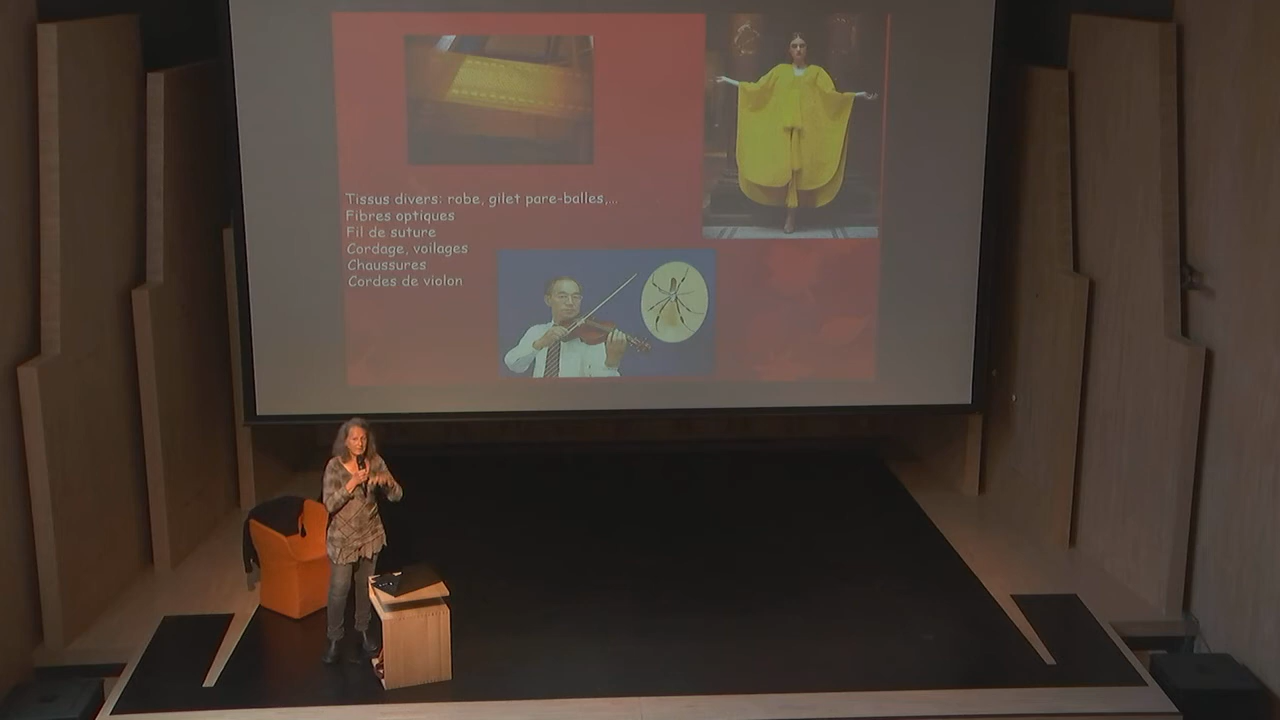 Tissus divers: robe, gilet pare-balles,...
Fibres optiques
Fil de suture
Cordage, voilages
Chaussures
Cordes de violon